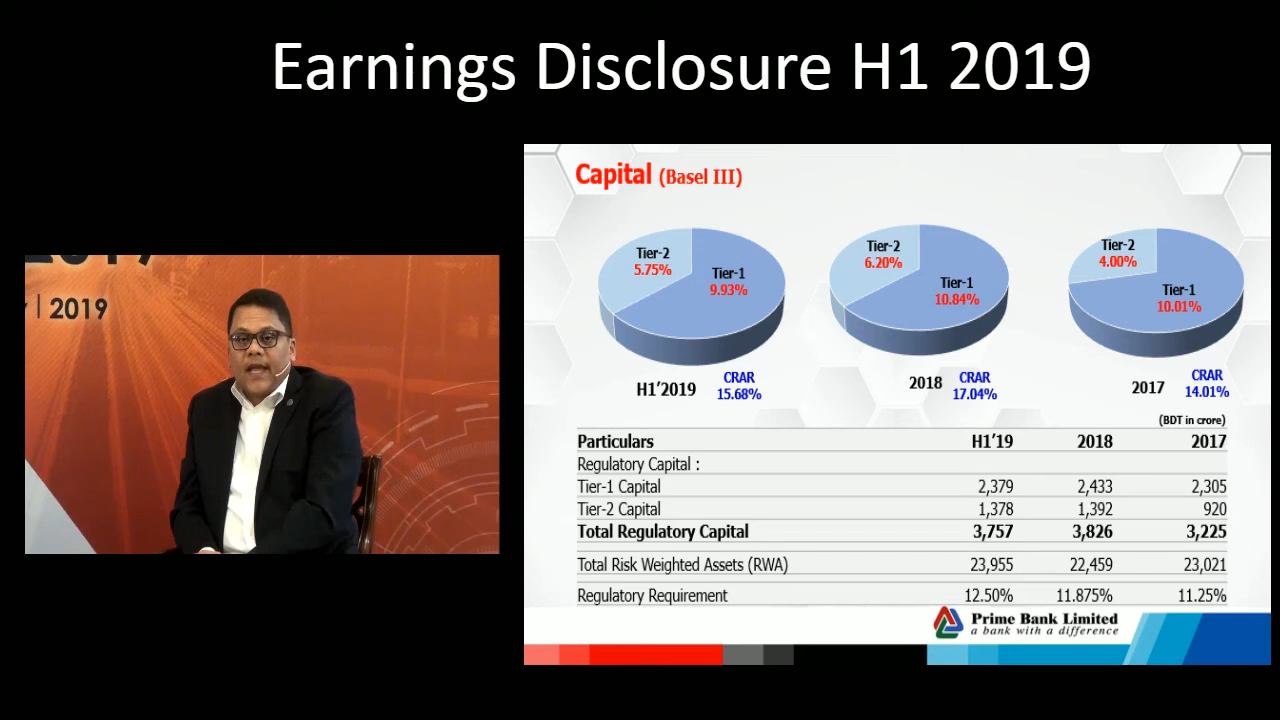 Earnings Disclosure H1 2019
2019
Capital (Basel III)
Tier-2
5.75%
Tier-1
9.93%
H1’2019
CRAR
15.68%
Tier-2
6.20%
Tier-1
10.84%
2018
CRAR
17.04%
Tier-2
4.00%
Tier-1
10.01%
2017
CRAR
14.01%
(BDT in crore)
Particulars H1’19 2018 2017
Regulatory Capital :
Tier-1 Capital 2,379 2,433 2,305
Tier-2 Capital 1,378 1,392 920
Total Regulatory Capital 3,757 3,826 3,225
Total Risk Weighted Assets (RWA) 23,955 22,459 23,021
Regulatory Requirement 12.50% 11.875% 11.25%
Prime Bank Limited
a bank with a difference